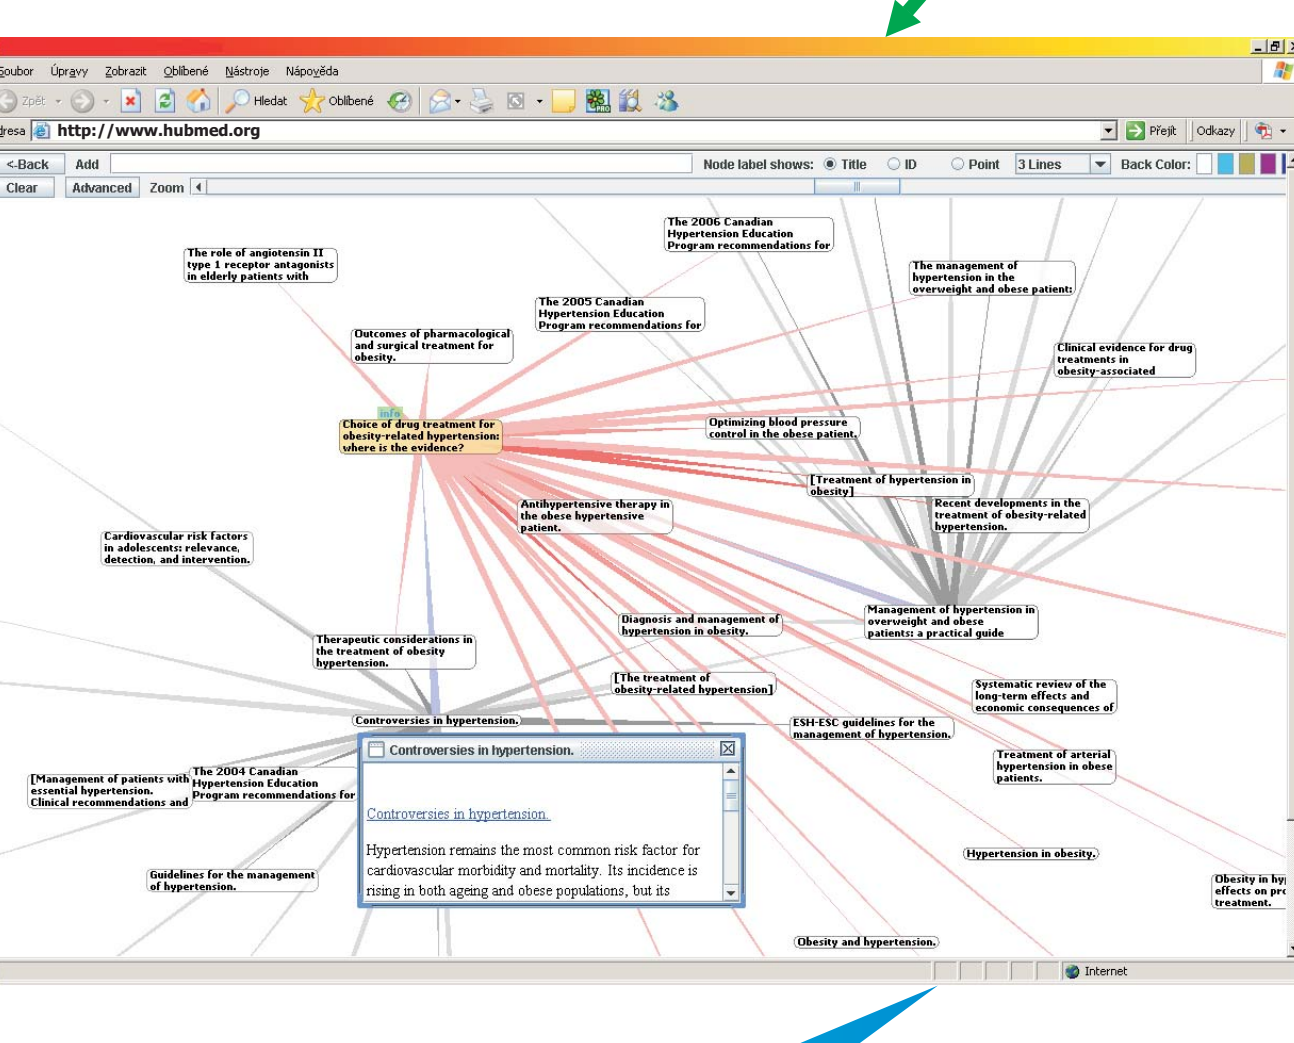 Soubor Úpravy Zobrazit Oblíbené Nástroje Nápověda
Zpět Hledat Oblíbené PRO
dresa http://www.hubmed.org Přejít Odkazy
<-Back Add Node label shows: Title ID Point 3 Lines Back Color:
Clear Advanced Zoom
The 2006 Canadian
Hypertension Education
Program recommendations for
The role of angiotensin II
type 1 receptor antagonists
in elderly patients with
The management of
hypertension in the
overweight and obese patient:
The 2005 Canadian
Hypertension Education
Program recommendations for
Outcomes of pharmacological
and surgical treatment for
obesity.
Clinical evidence for drug
treatments in
obesity-associated
info
Choice of drug treatment for
obesity-related hypertension:
where is the evidence?
Optimizing blood pressure
control in the obese patient.
[Treatment of hypertension in
obesity]
Antihypertensive therapy in
the obese hypertensive
patient.
Recent developments in the
treatment of obesity-related
hypertension.
Cardiovascular risk factors
in adolescents: relevance,
detection, and intervention.
Diagnosis and management of
hypertension in obesity.
Management of hypertension in
overweight and obese
patients: a practical guide
Therapeutic considerations in
the treatment of obesity
hypertension.
[The treatment of
obesity-related hypertension]
Systematic review of the
long-term effects and
economic consequences of
Controversies in hypertension.
ESH-ESC guidelines for the
management of hypertension.
Controversies in hypertension.
Treatment of arterial
hypertension in obese
patients.
[Management of patients with
essential hypertension.
Clinical recommendations and
The 2004 Canadian
Hypertension Education
Program recommendations for
Controversies in hypertension.
Hypertension remains the most common risk factor for
cardiovascular morbidity and mortality. Its incidence is
rising in both ageing and obese populations, but its
Hypertension in obesity.
Guidelines for the management
of hypertension.
Obesity in hy
effects on pro
treatment.
Obesity and hypertension.
Internet